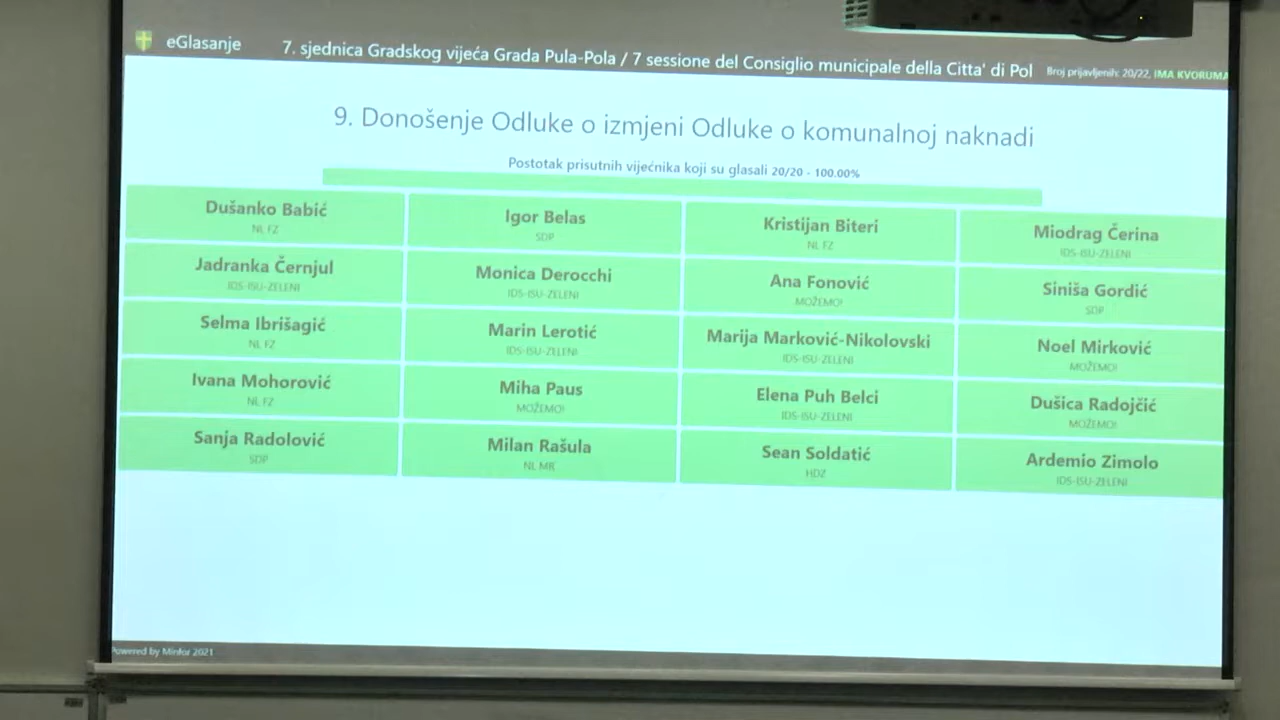 eGlasanje
7. sjednica Gradskog vijeća Grada Pula-Pola / 7 sessione del Consiglio municipale della Citta' di Pol
Broj prijavljenih: 20/22, IMA KVORUMA
9. Donošenje Odluke o izmjeni Odluke o komunalnoj naknadi
Postotak prisutnih vijećnika koji su glasali 20/20 - 100.00%
Dušanko Babić
NL FZ
Igor Belas
SDP
Kristijan Biteri
NL FZ
Miodrag Čerina
IDS-ISU-ZELENI
Jadranka Černjul
IDS-ISU-ZELENI
Monica Derocchi
IDS-ISU-ZELENI
Ana Fonović
MOŽEMO!
Siniša Gordić
SDP
Selma Ibrišagić
NL FZ
Marin Lerotić
IDS-ISU-ZELENI
Marija Marković-Nikolovski
IDS-ISU-ZELENI
Noel Mirković
MOŽEMO!
Ivana Mohorović
NL FZ
Miha Paus
MOŽEMO!
Elena Puh Belci
IDS-ISU-ZELENI
Dušica Radojčić
MOŽEMO!
Sanja Radolović
SDP
Milan Rašula
NL MR
Sean Soldatić
HDZ
Ardemio Zimolo
IDS-ISU-ZELENI
Powered by Minfor 2021